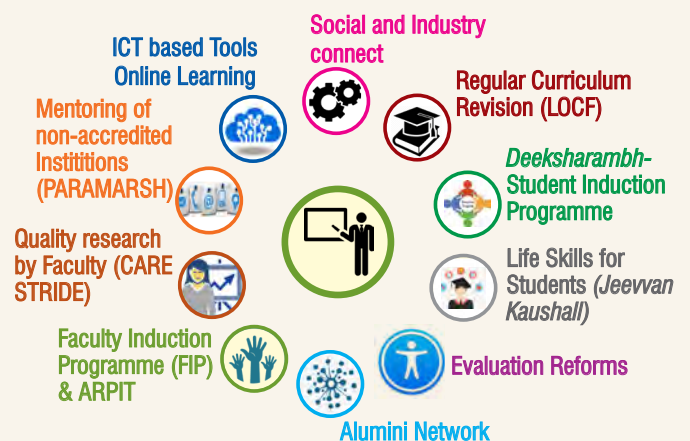 Social and Industry
connect
ICT based Tools
Online Learning
Regular Curriculum
Revision (LOCF)
Mentoring of
non-accredited
Instititions
(PARAMARSH)
Deeksharambh-
Student Induction
Programme
Quality research
by Faculty (CARE
STRIDE)
Life Skills for
Students (Jeevvan
Kaushall)
Faculty Induction
Programme (FIP)
& ARPIT
Evaluation Reforms
Alumini Network